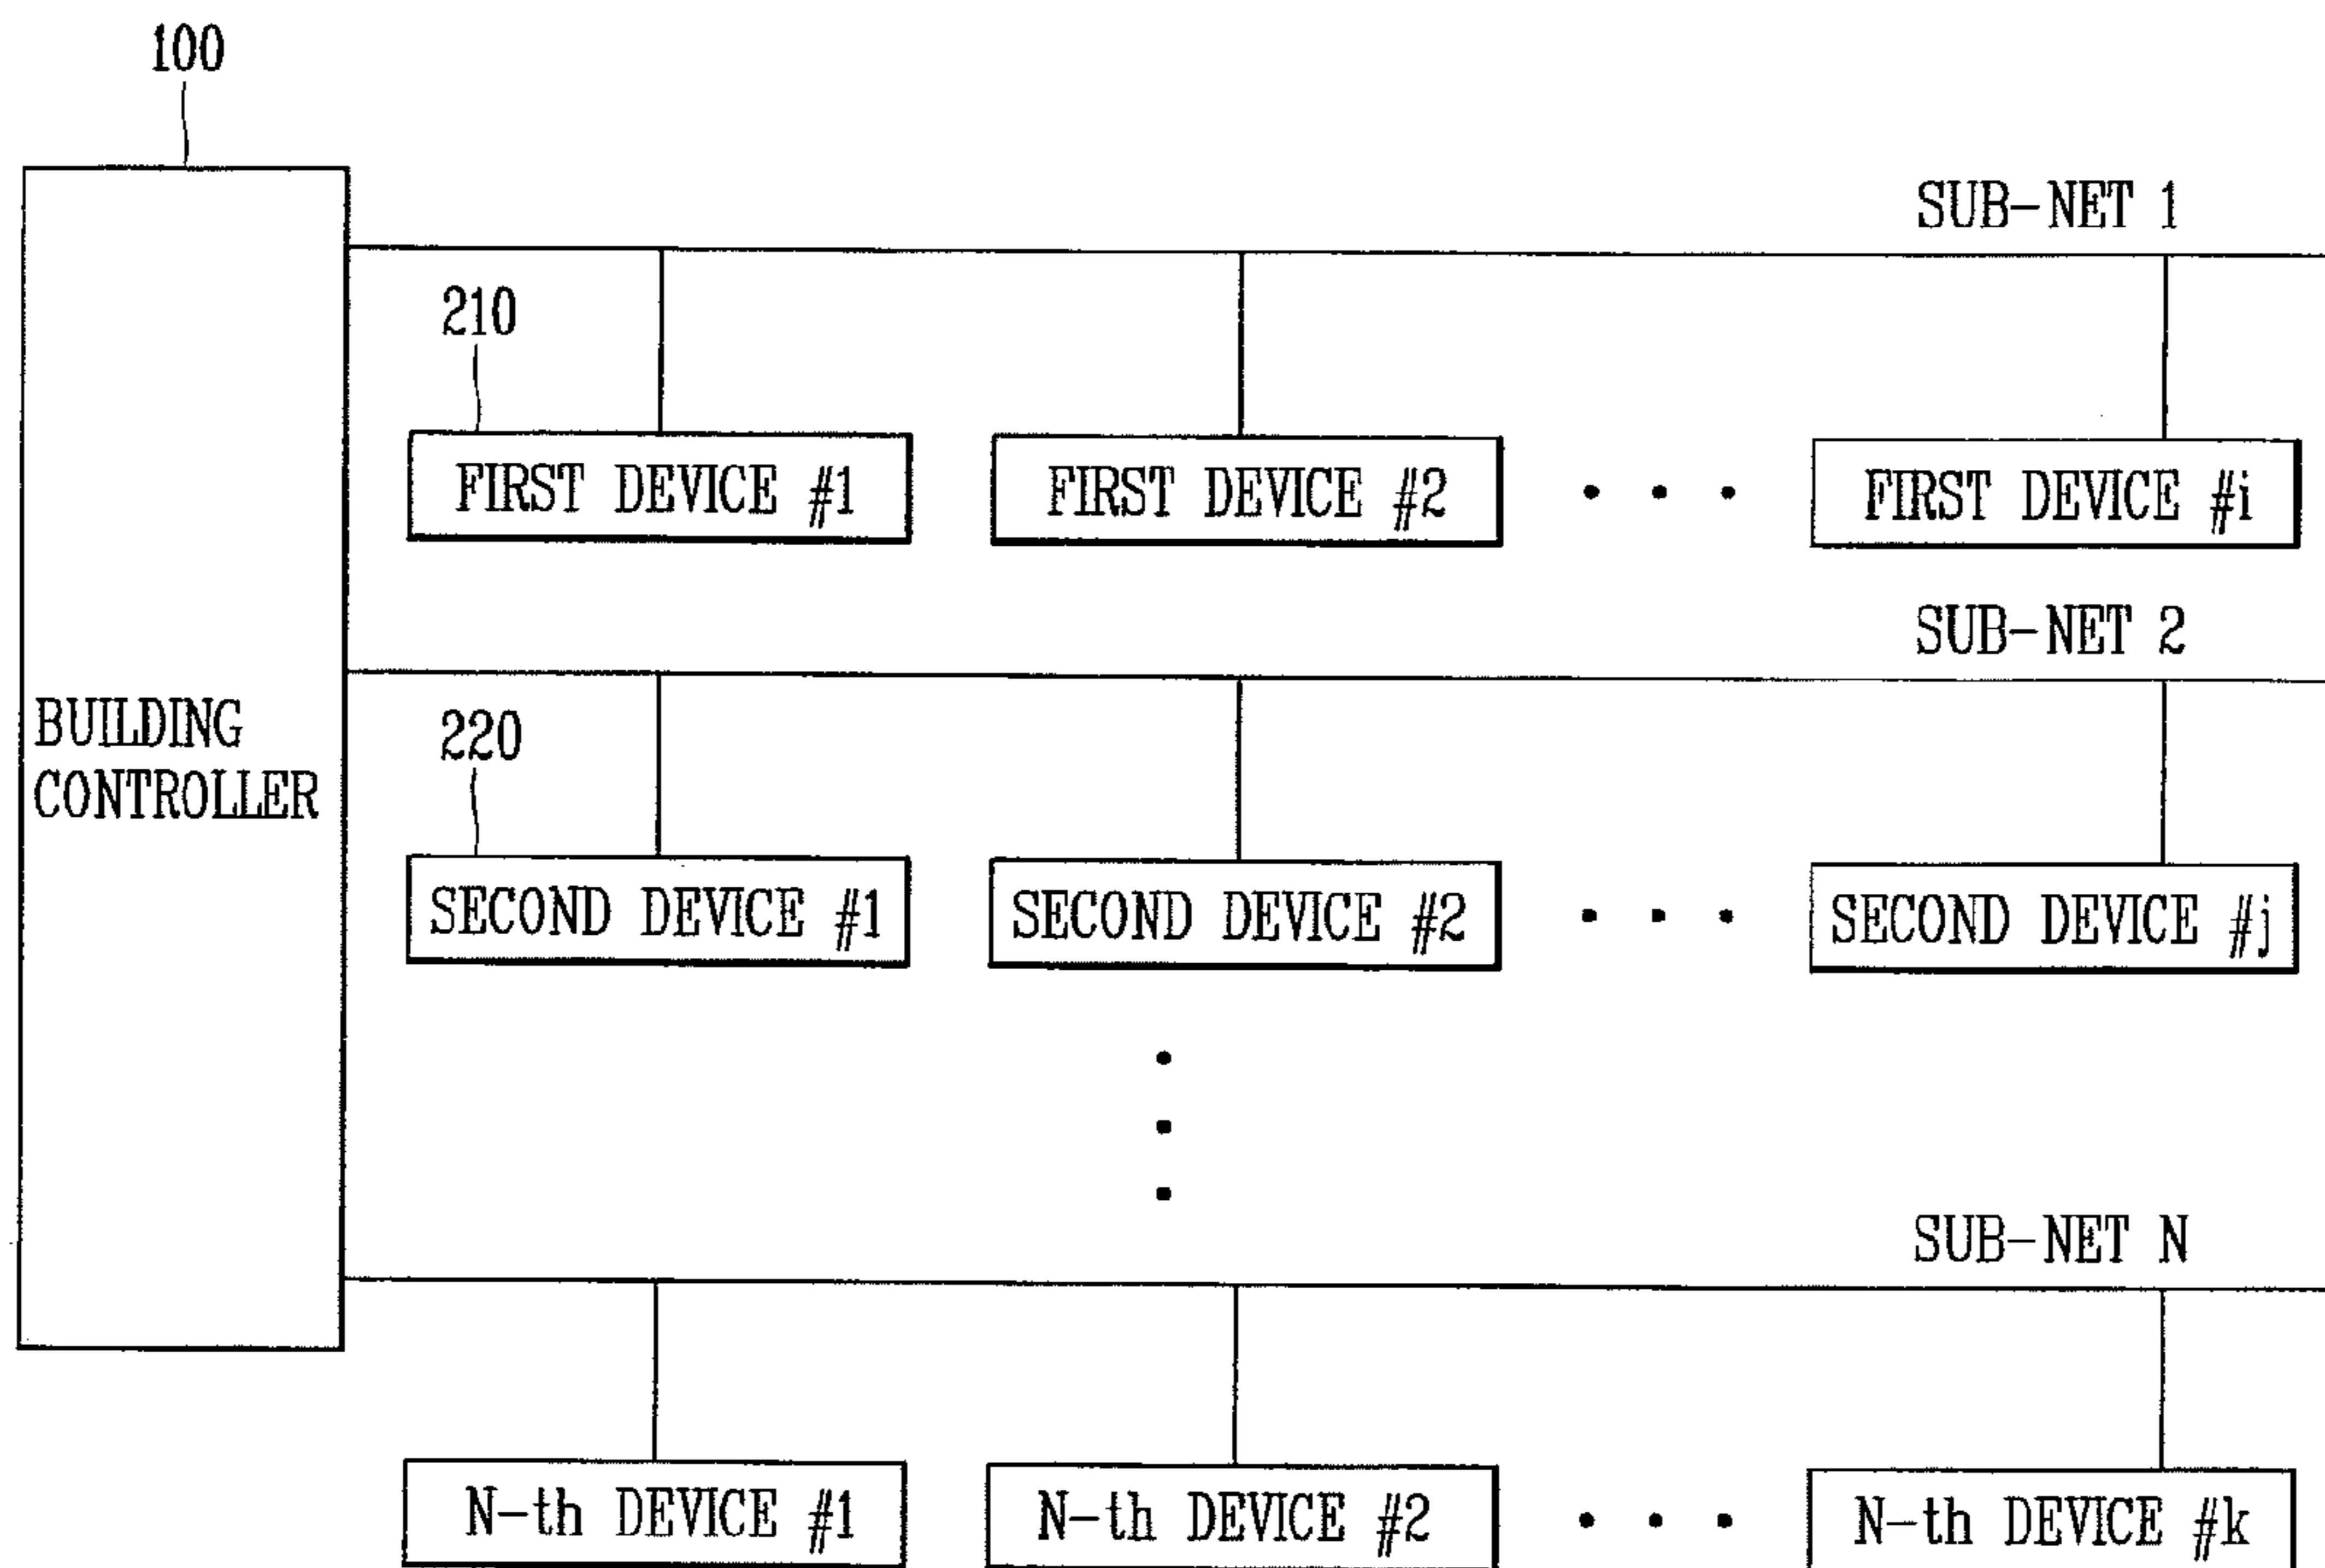 100
SUB-NET 1
210
FIRST DEVICE #1
FIRST DEVICE #2
FIRST DEVICE #i
SUB-NET 2
BUILDING
CONTROLLER
220
SECOND DEVICE #1
SECOND DEVICE #2
SECOND DEVICE #j
SUB-NET N
N-th DEVICE #1
N-th DEVICE #2
N-th DEVICE #k